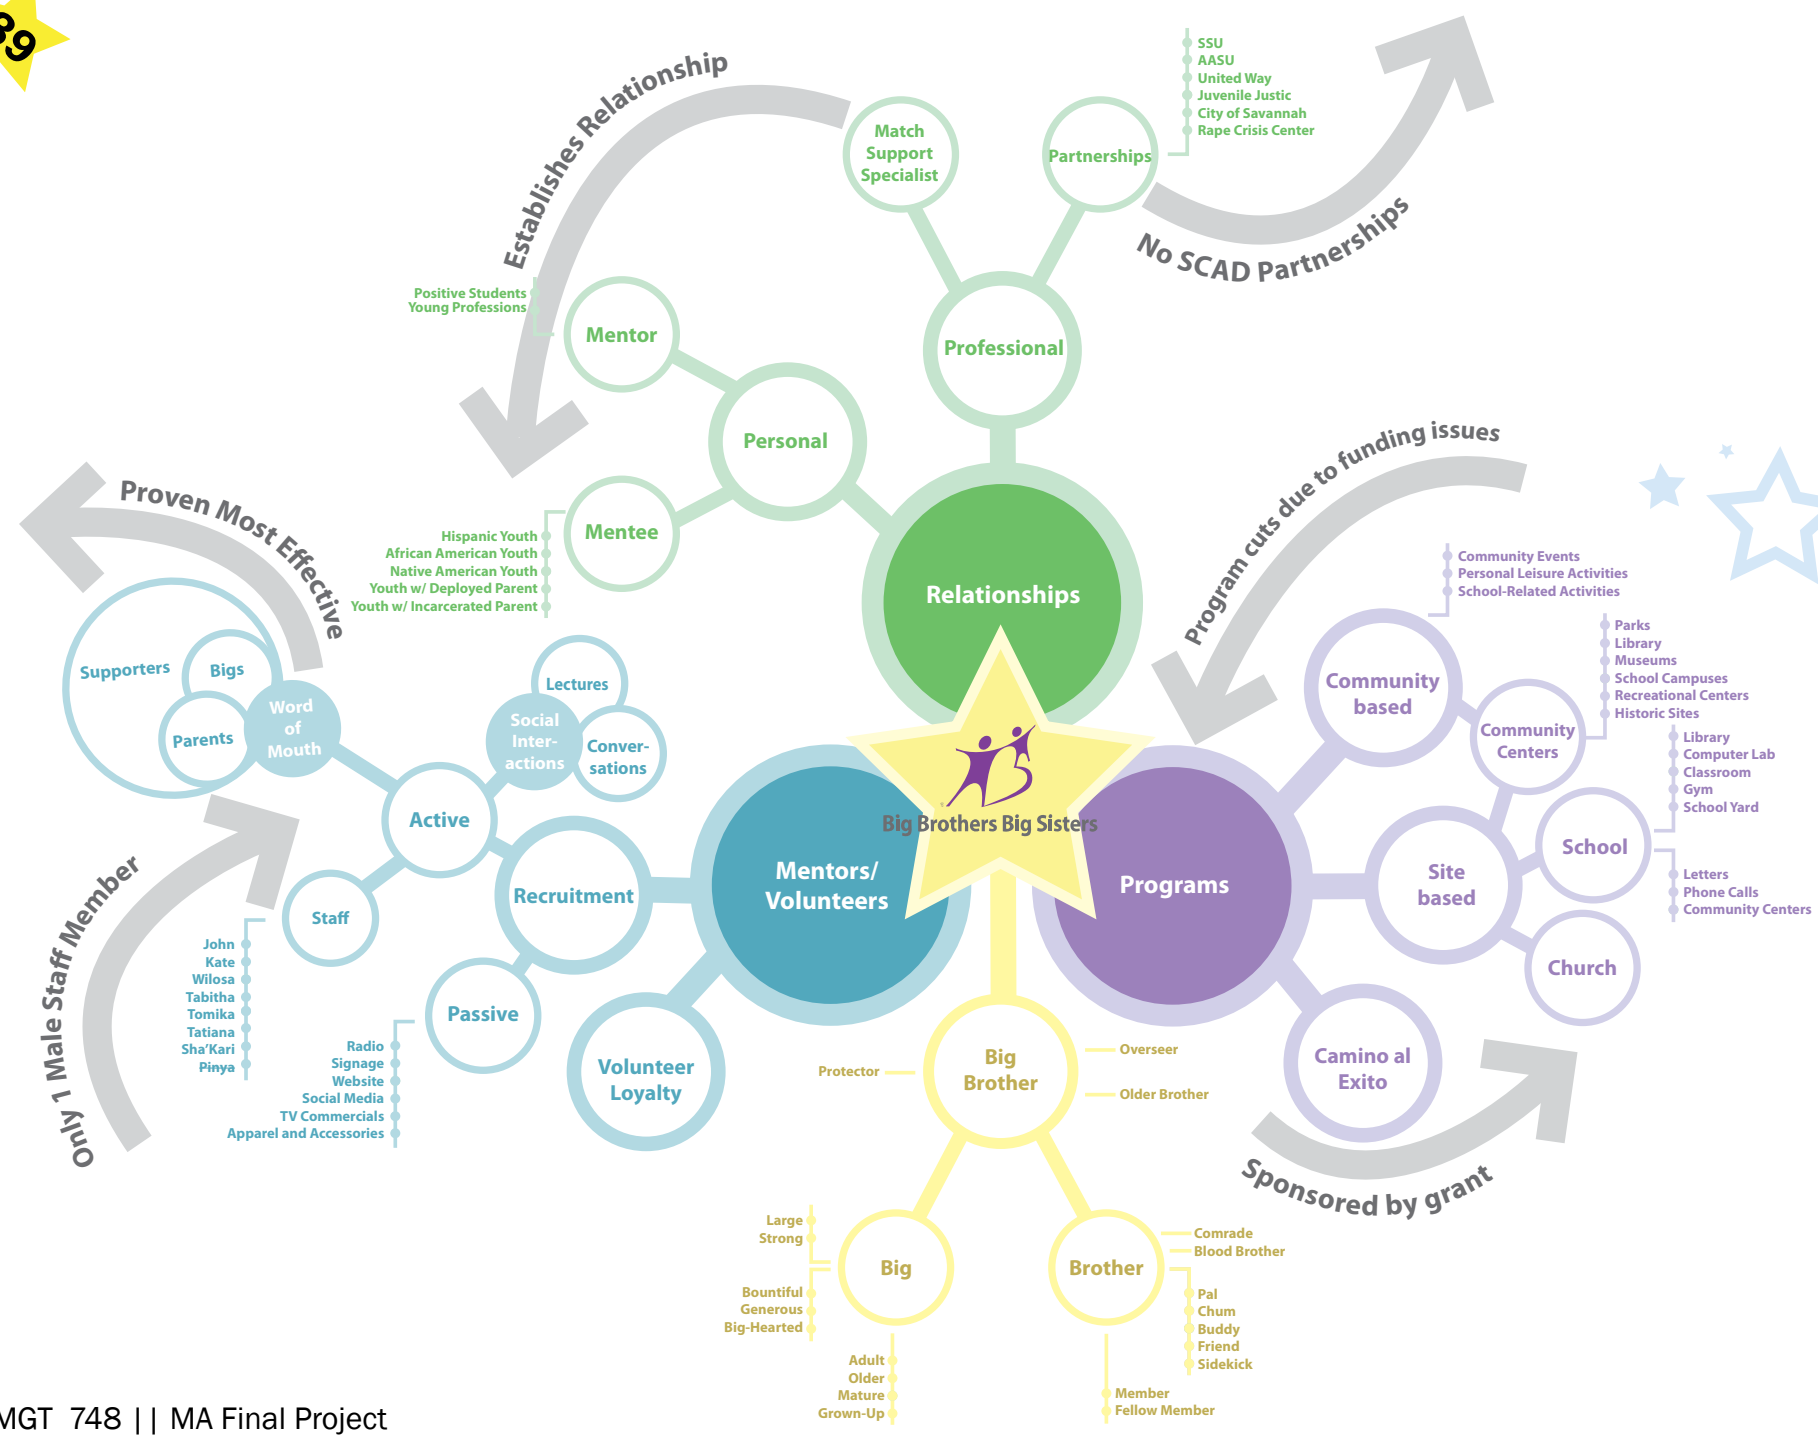 39
Establishes Relationship
Match
Support
Specialist
Partnerships
SSU
AASU
United Way
Juvenile Justic
City of Savannah
Rape Crisis Center
No SCAD Partnerships
Positive Students
Young Professions
Mentor
Professional
Personal
Mentee
Hispanic Youth
African American Youth
Native American Youth
Youth w/ Deployed Parent
Youth w/ Incarcerated Parent
Relationships
Program cuts due to funding issues
Proven Most Effective
Supporters
Bigs
Parents
Word
of
Mouth
Lectures
Social
Inter-
actions
Conver-
sations
Active
Recruitment
Staff
Only 1 Male Staff Member
John
Kate
Wilosa
Tabitha
Tomika
Tatiana
Sha'Kari
Pinya
Passive
Radio
Signage
Website
Social Media
TV Commercials
Apparel and Accessories
Volunteer
Loyalty
Mentors/
Volunteers
Big Brothers Big Sisters
Programs
Community
based
Community Events
Personal Leisure Activities
School-Related Activities
Community
Centers
Parks
Library
Museums
School Campuses
Recreational Centers
Historic Sites
Library
Computer Lab
Classroom
Gym
School Yard
Site
based
School
Letters
Phone Calls
Community Centers
Church
Camino al
Exito
Sponsored by grant
Big
Brother
Protector
Overseer
Older Brother
Big
Large
Strong
Bountiful
Generous
Big-Hearted
Adult
Older
Mature
Grown-Up
Brother
Comrade
Blood Brother
Pal
Chum
Buddy
Friend
Sidekick
Member
Fellow Member
MGT 748 || MA Final Project